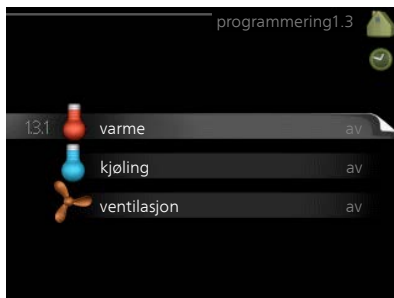 programmering1.3
1.3.1 varme av
kjøling av
ventilasjon av